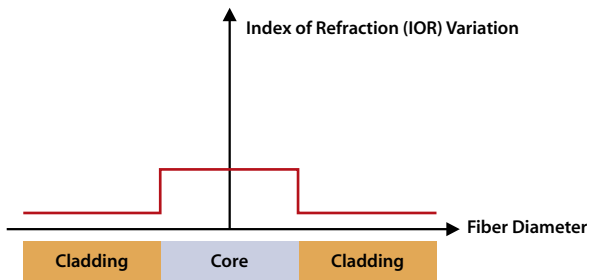 Index of Refraction (IOR) Variation
Fiber Diameter
Cladding
Core
Cladding